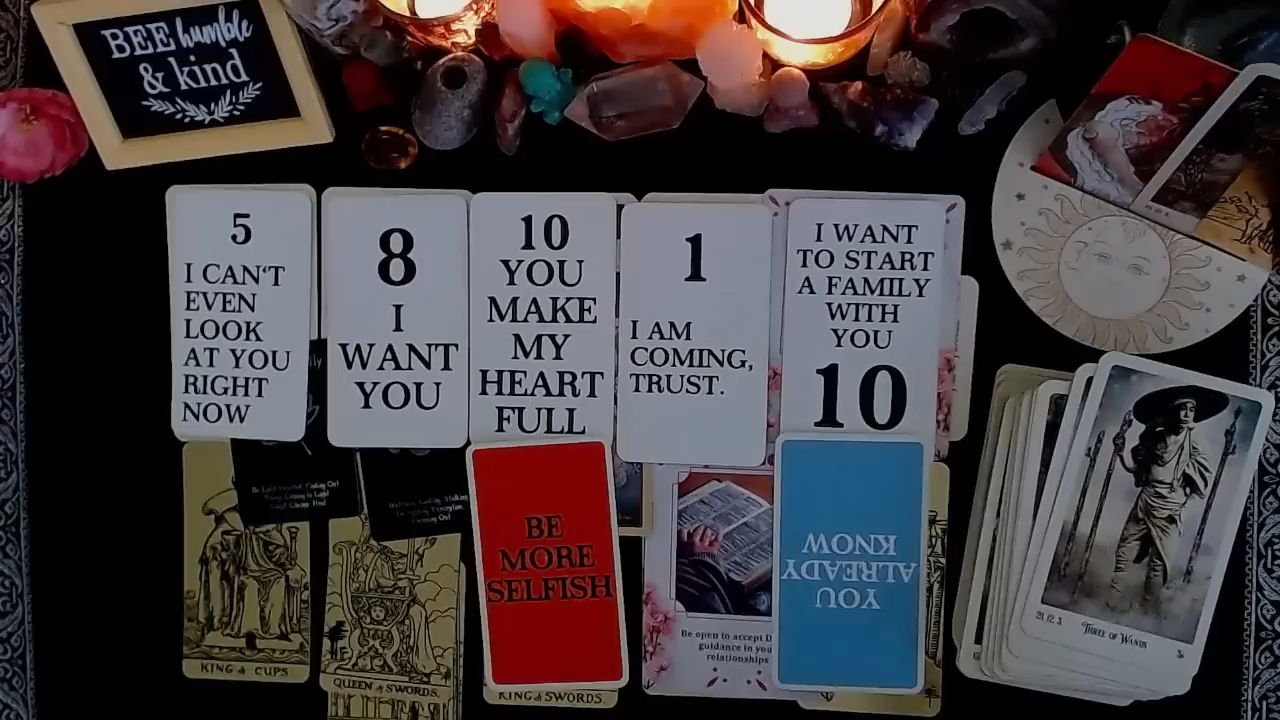 BEE humble
& kind
5
I CAN'T
EVEN
LOOK
AT YOU
RIGHT
NOW
8
I
WANT
YOU
10
YOU
MAKE
MY
HEART
FULL
1
I AM
COMING,
TRUST.
I WANT
TO START
A FAMILY
WITH
YOU
10
BE
MORE
SELFISH
YOU
ALREADY
KNOW
Be open to accept D
guidance in you
relationships
KING of CUPS
QUEEN of SWORDS.
KING of SWORDS.
THREE OF WANDS